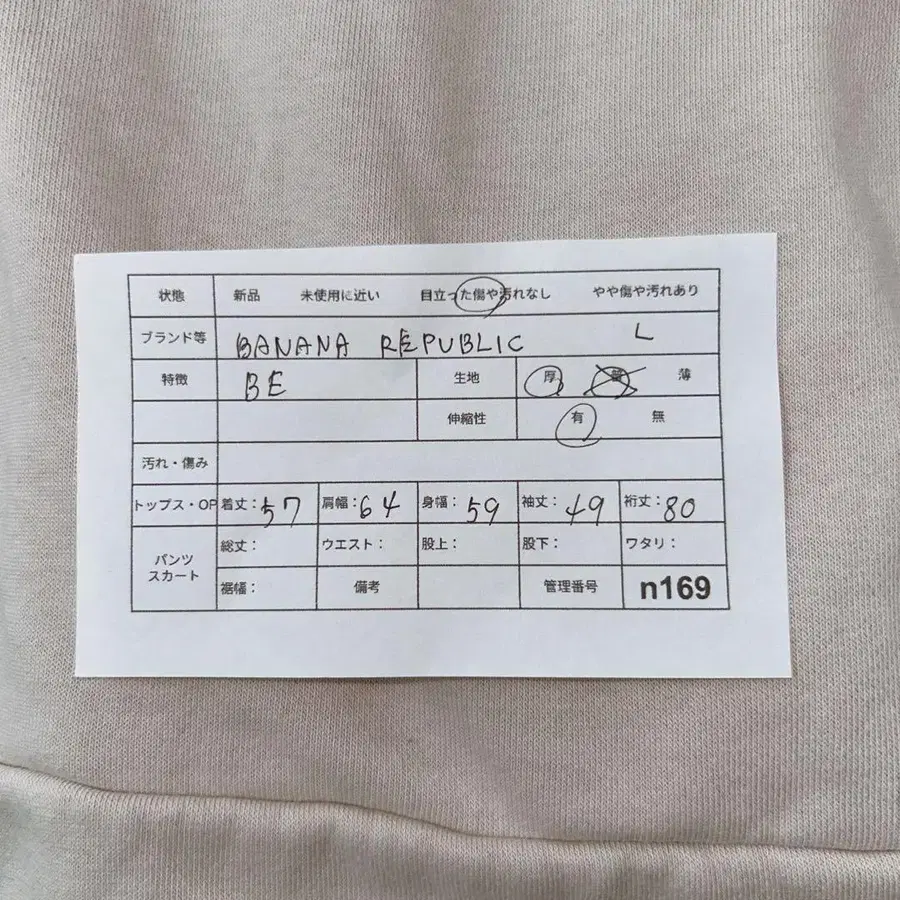 状態 新品 未使用に近い 目立った傷や汚れなし やや傷や汚れあり
ブランド等 BANANA REPUBLIC L
特徴 BE 生地 厚 薄
伸縮性 有 無
汚れ・傷み
トップス・OP 着丈:57 肩幅:64 身幅:59 袖丈:49 裄丈:80
パンツ
スカート
総丈: ウエスト: 股上: 股下: ワタリ:
裾幅: 備考 管理番号 n169